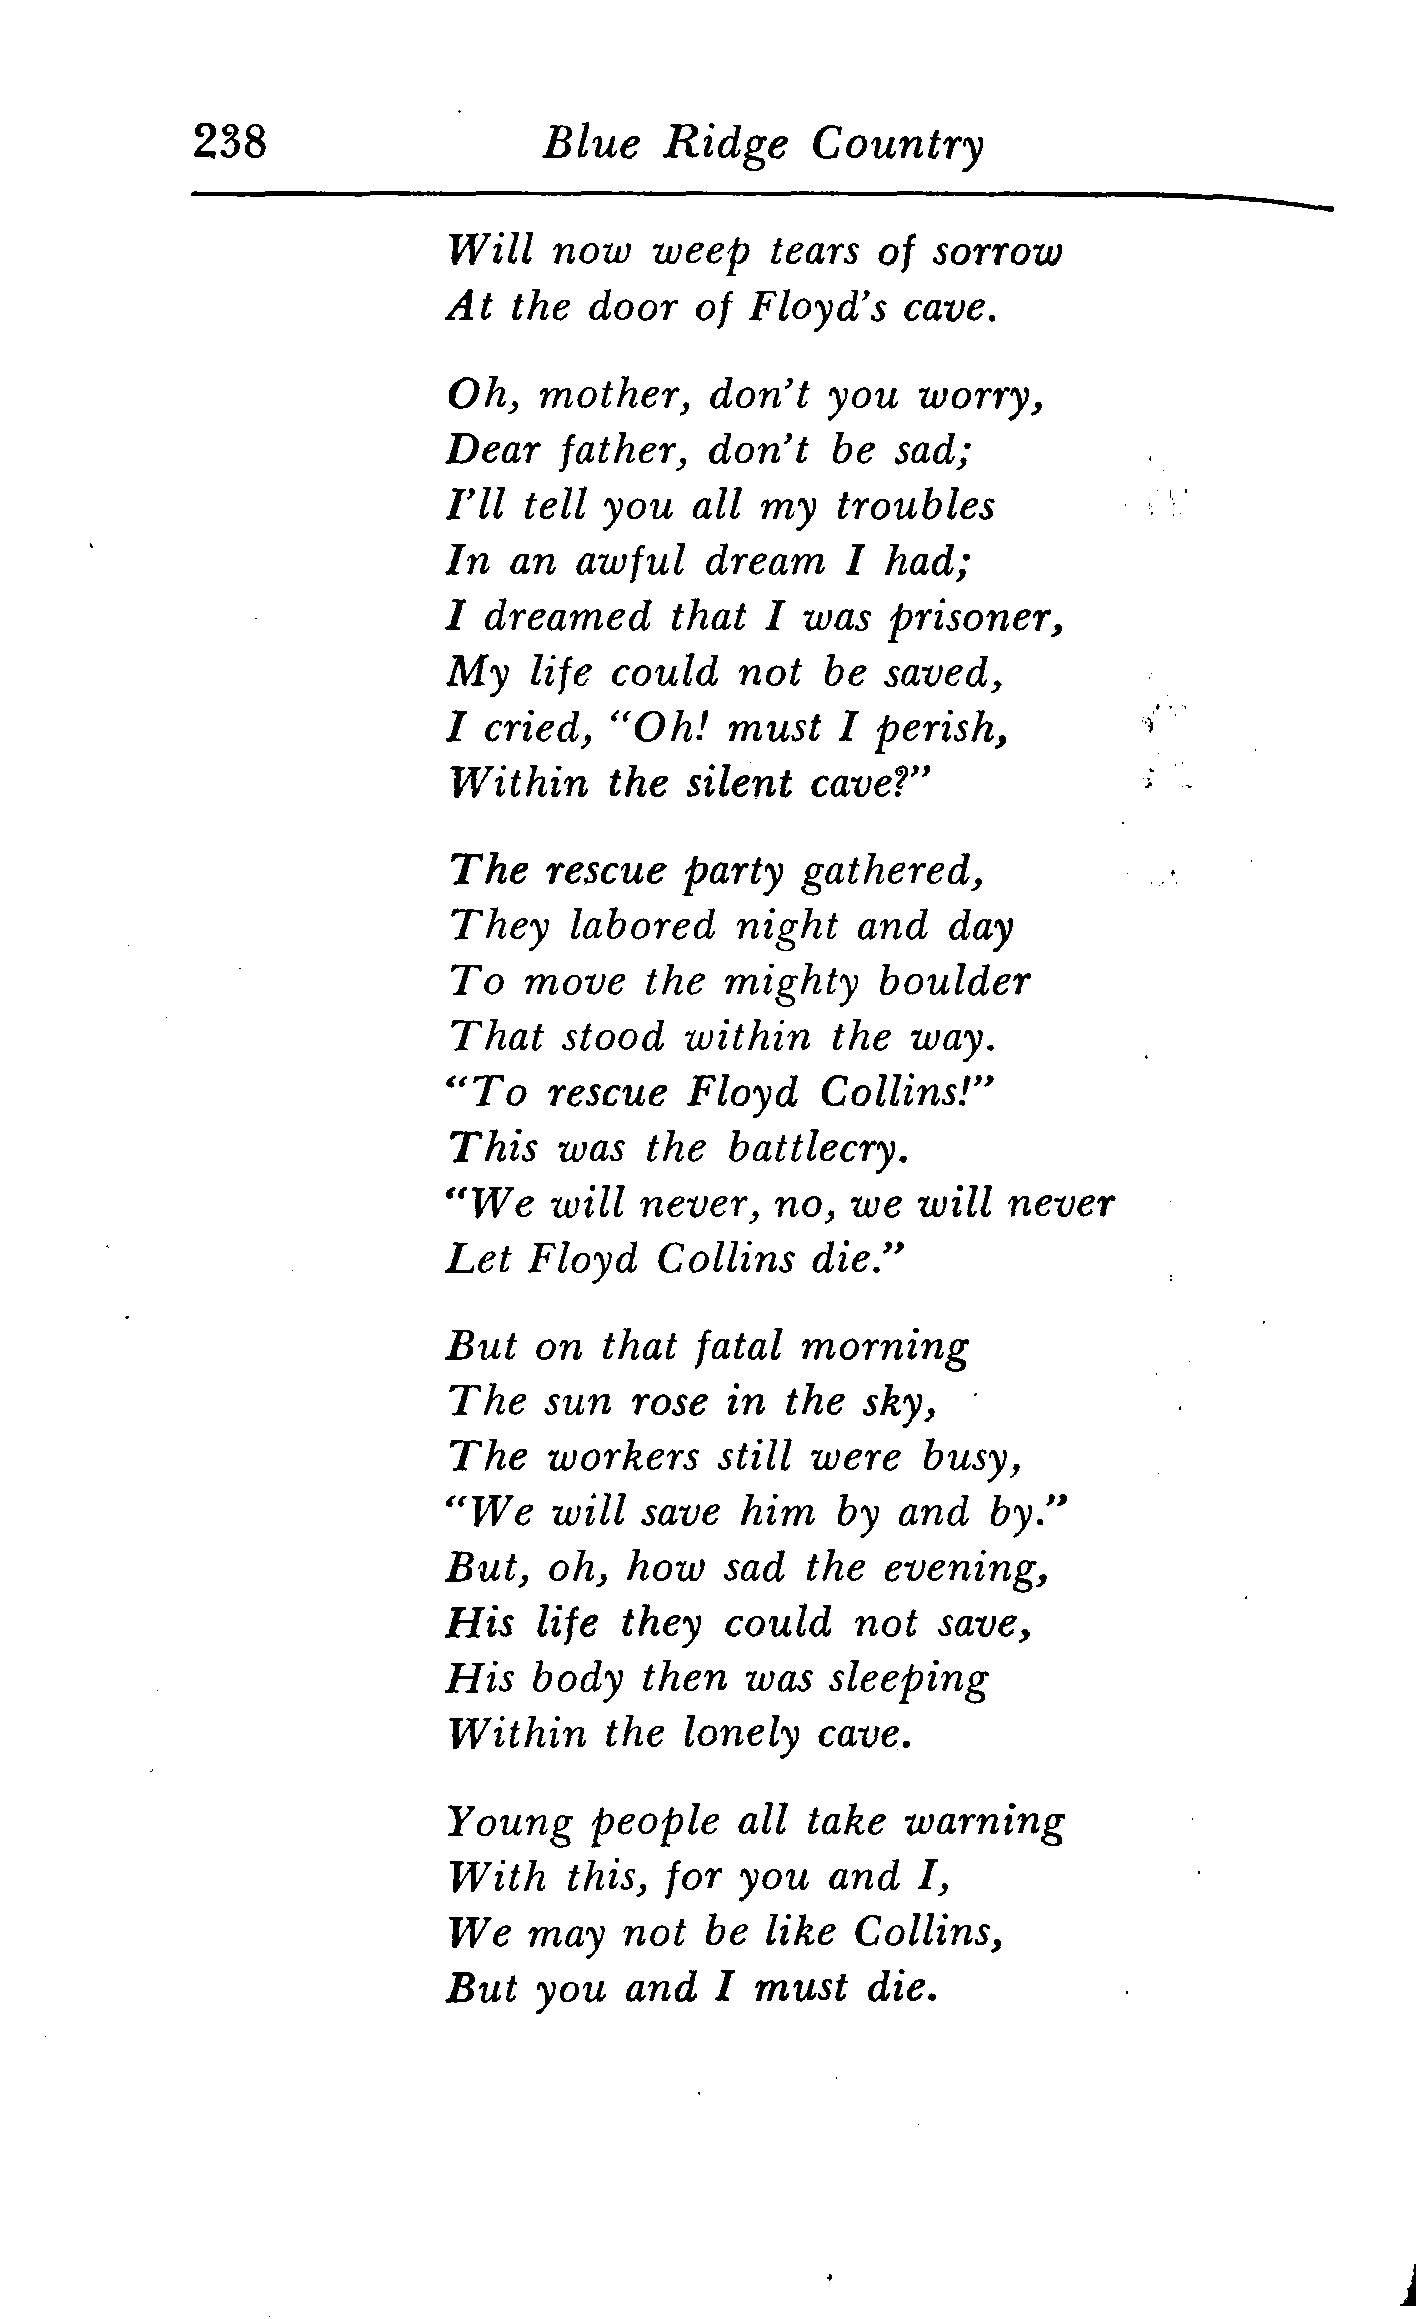 238 Blue Ridge Country
Will now weep tears of sorrow
At the door of Floyd's cave.
Oh, mother, don't you worry,
Dear father, don't be sad;
I'll tell you all my troubles
In an awful dream I had;
I dreamed that I was prisoner,
My life could not be saved,
I cried, "Oh! must I perish,
Within the silent cave?"
The rescue party gathered,
They labored night and day
To move the mighty boulder
That stood within the way.
"To rescue Floyd Collins!"
This was the battlecry.
"We will never, no, we will never
Let Floyd Collins die."
But on that fatal morning
The sun rose in the sky,
The workers still were busy,
"We will save him by and by."
But, oh, how sad the evening,
His life they could not save,
His body then was sleeping
Within the lonely cave.
Young people all take warning
With this, for you and I,
We may not be like Collins,
But you and I must die.